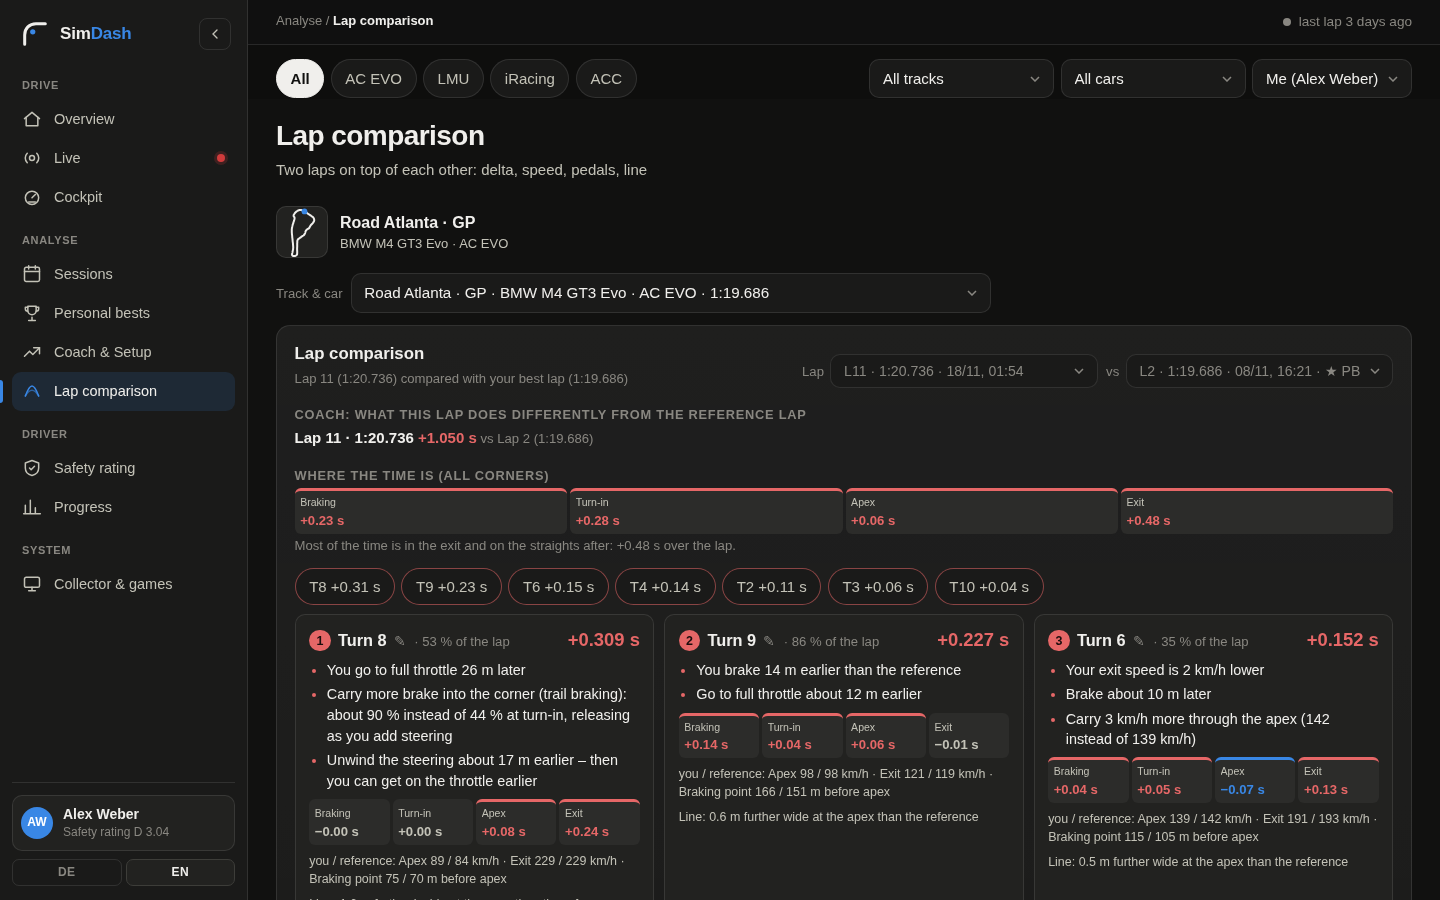 SimDash
DRIVE
Overview
Live
Cockpit
ANALYSE
Sessions
Personal bests
Coach & Setup
Lap comparison
DRIVER
Safety rating
Progress
SYSTEM
Collector & games
AW
Alex Weber
Safety rating D 3.04
DE
EN
Analyse / Lap comparison
last lap 3 days ago
All
AC EVO
LMU
iRacing
ACC
All tracks
All cars
Me (Alex Weber)
Lap comparison
Two laps on top of each other: delta, speed, pedals, line
Road Atlanta · GP
BMW M4 GT3 Evo · AC EVO
Track & car
Road Atlanta · GP · BMW M4 GT3 Evo · AC EVO · 1:19.686
Lap comparison
Lap 11 (1:20.736) compared with your best lap (1:19.686)
Lap
L11 · 1:20.736 · 18/11, 01:54
vs
L2 · 1:19.686 · 08/11, 16:21 · ★ PB
COACH: WHAT THIS LAP DOES DIFFERENTLY FROM THE REFERENCE LAP
Lap 11 · 1:20.736 +1.050 s vs Lap 2 (1:19.686)
WHERE THE TIME IS (ALL CORNERS)
Braking
+0.23 s
Turn-in
+0.28 s
Apex
+0.06 s
Exit
+0.48 s
Most of the time is in the exit and on the straights after: +0.48 s over the lap.
T8 +0.31 s
T9 +0.23 s
T6 +0.15 s
T4 +0.14 s
T2 +0.11 s
T3 +0.06 s
T10 +0.04 s
1 Turn 8 ✎ · 53 % of the lap +0.309 s
• You go to full throttle 26 m later
• Carry more brake into the corner (trail braking):
about 90 % instead of 44 % at turn-in, releasing
as you add steering
• Unwind the steering about 17 m earlier – then
you can get on the throttle earlier
Braking
−0.00 s
Turn-in
+0.00 s
Apex
+0.08 s
Exit
+0.24 s
you / reference: Apex 89 / 84 km/h · Exit 229 / 229 km/h ·
Braking point 75 / 70 m before apex
2 Turn 9 ✎ · 86 % of the lap +0.227 s
• You brake 14 m earlier than the reference
• Go to full throttle about 12 m earlier
Braking
+0.14 s
Turn-in
+0.04 s
Apex
+0.06 s
Exit
−0.01 s
you / reference: Apex 98 / 98 km/h · Exit 121 / 119 km/h ·
Braking point 166 / 151 m before apex
Line: 0.6 m further wide at the apex than the reference
3 Turn 6 ✎ · 35 % of the lap +0.152 s
• Your exit speed is 2 km/h lower
• Brake about 10 m later
• Carry 3 km/h more through the apex (142
instead of 139 km/h)
Braking
+0.04 s
Turn-in
+0.05 s
Apex
−0.07 s
Exit
+0.13 s
you / reference: Apex 139 / 142 km/h · Exit 191 / 193 km/h ·
Braking point 115 / 105 m before apex
Line: 0.5 m further wide at the apex than the reference